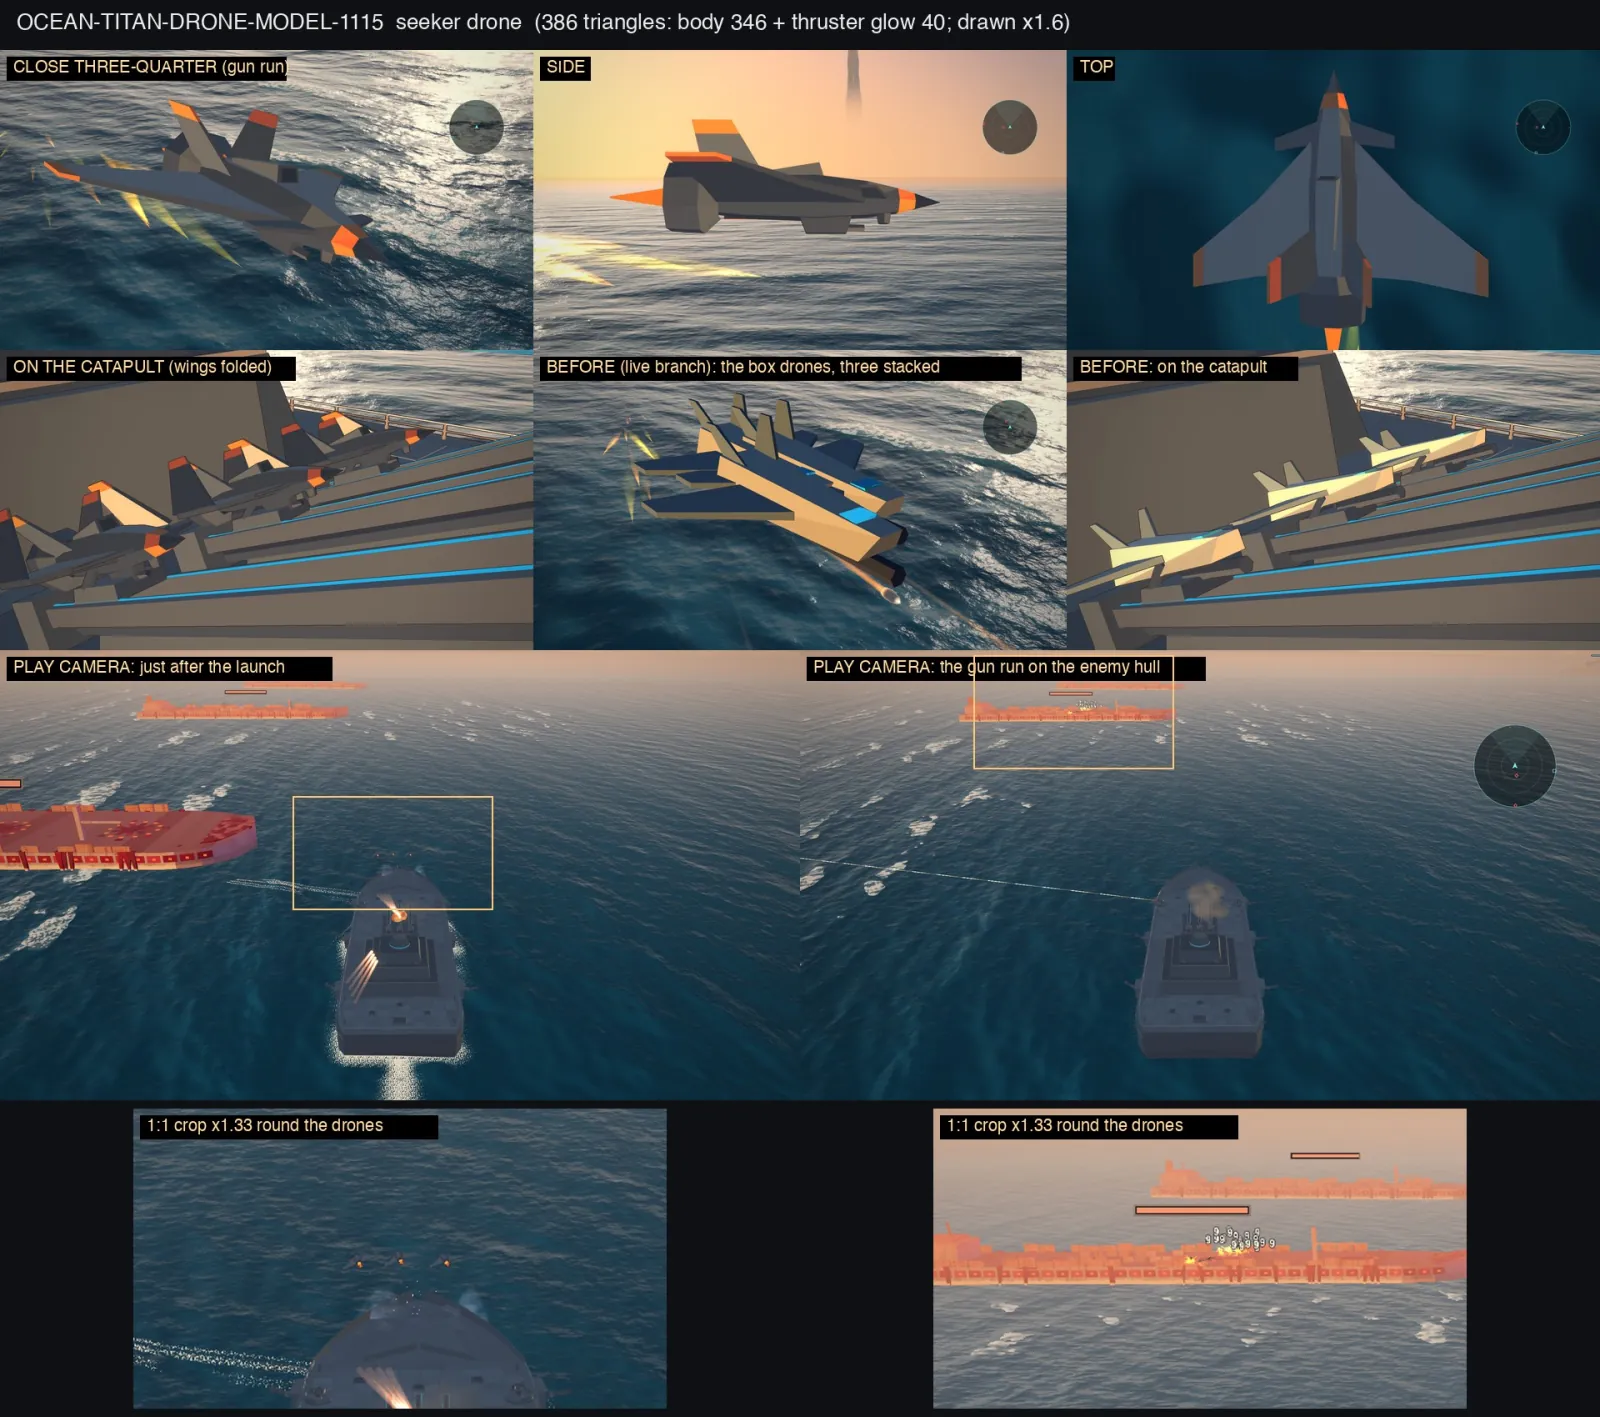 OCEAN-TITAN-DRONE-MODEL-1115 seeker drone (386 triangles: body 346 + thruster glow 40; drawn x1.6)
CLOSE THREE-QUARTER (gun run)
SIDE
TOP
ON THE CATAPULT (wings folded)
BEFORE (live branch): the box drones, three stacked
BEFORE: on the catapult
PLAY CAMERA: just after the launch
PLAY CAMERA: the gun run on the enemy hull
1:1 crop x1.33 round the drones
1:1 crop x1.33 round the drones